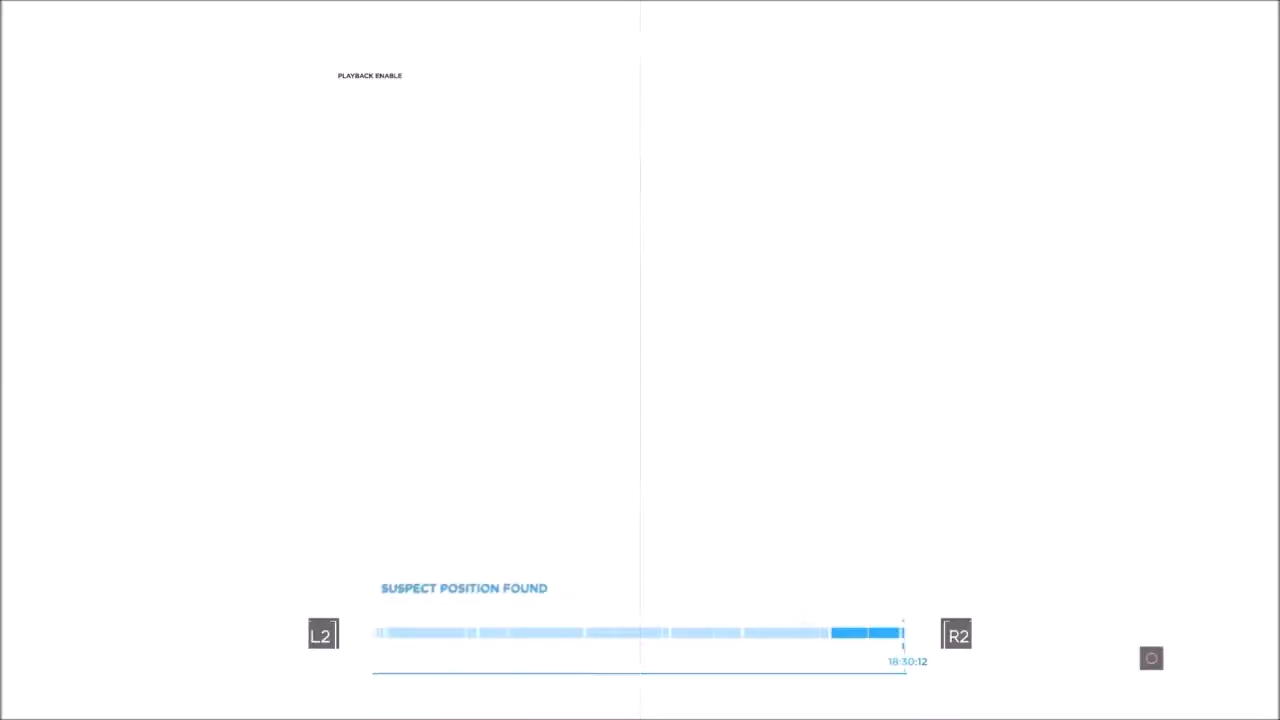 PLAYBACK ENABLE
SUSPECT POSITION FOUND
L2
R2
18:30:12